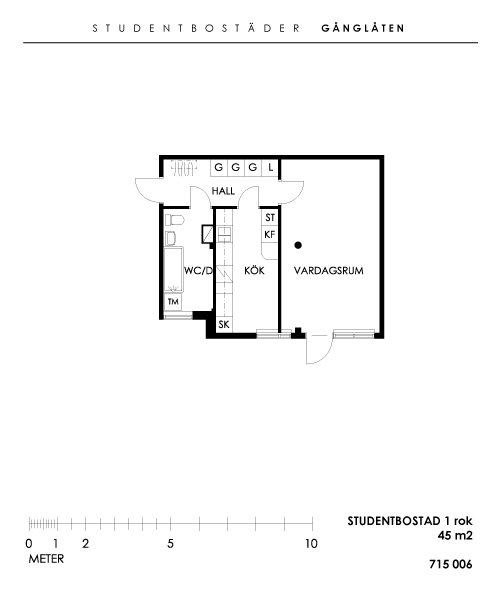 STUDENTBOSTÄDER GÅNGLÅTEN
G G G L
HALL
ST
KF
WC/D KÖK VARDAGSRUM
TM
SK
0 1 2 5 10
METER
STUDENTBOSTAD 1 rok
45 m2
715 006